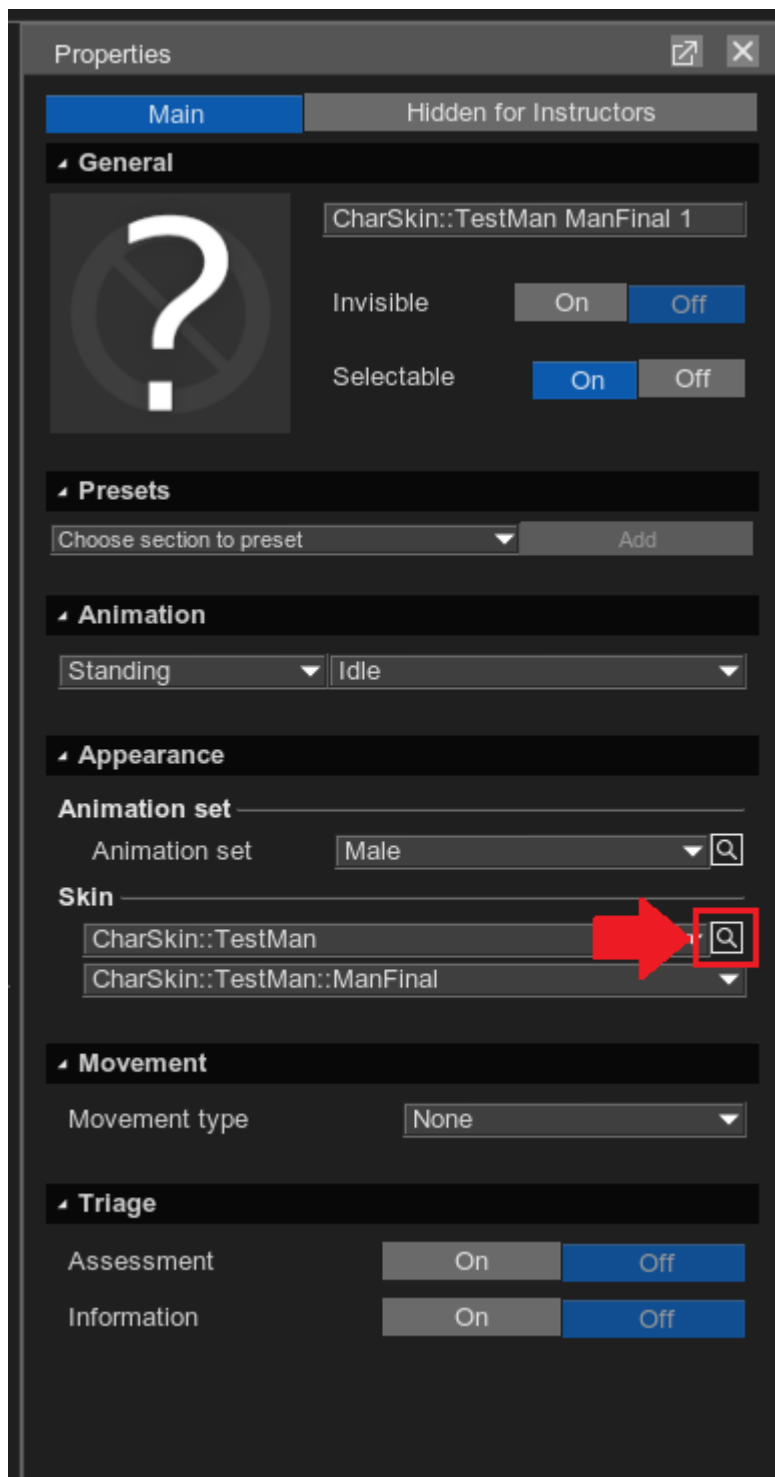 Properties
Main Hidden for Instructors
General
?
CharSkin::TestMan ManFinal 1
Invisible On Off
Selectable On Off
Presets
Choose section to preset Add
Animation
Standing Idle
Appearance
Animation set
Animation set Male
Skin
CharSkin::TestMan
CharSkin::TestMan::ManFinal
Movement
Movement type None
Triage
Assessment On Off
Information On Off